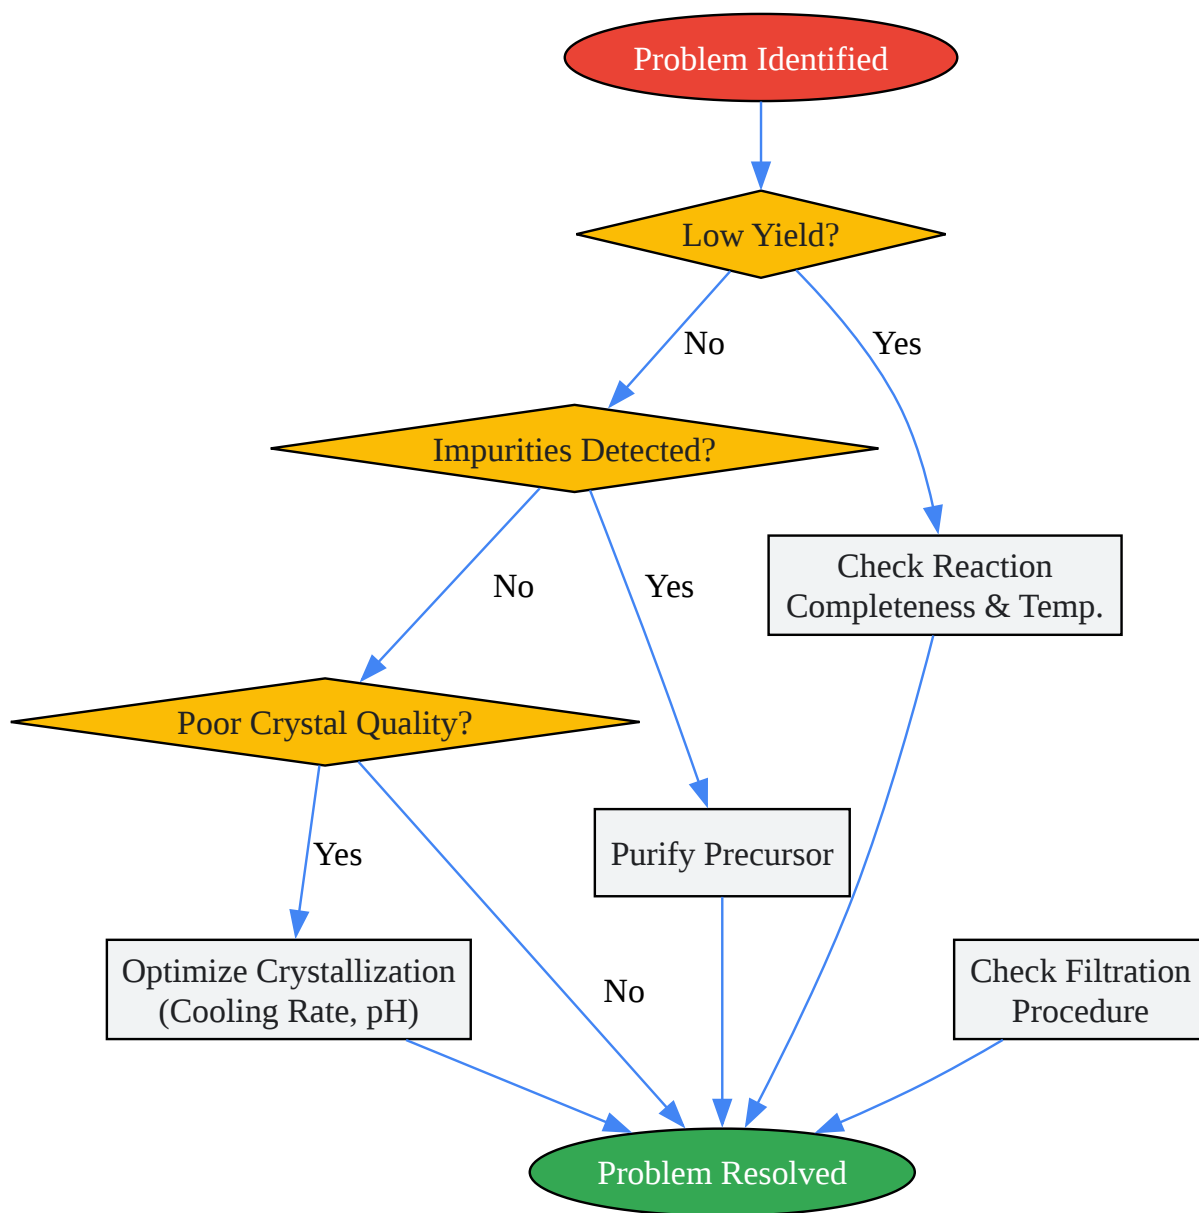 Problem Identified
Low Yield?
No
Yes
Impurities Detected?
Check Reaction
Completeness & Temp.
No
Yes
Poor Crystal Quality?
Purify Precursor
Yes
Optimize Crystallization
(Cooling Rate, pH)
No
Check Filtration
Procedure
Problem Resolved